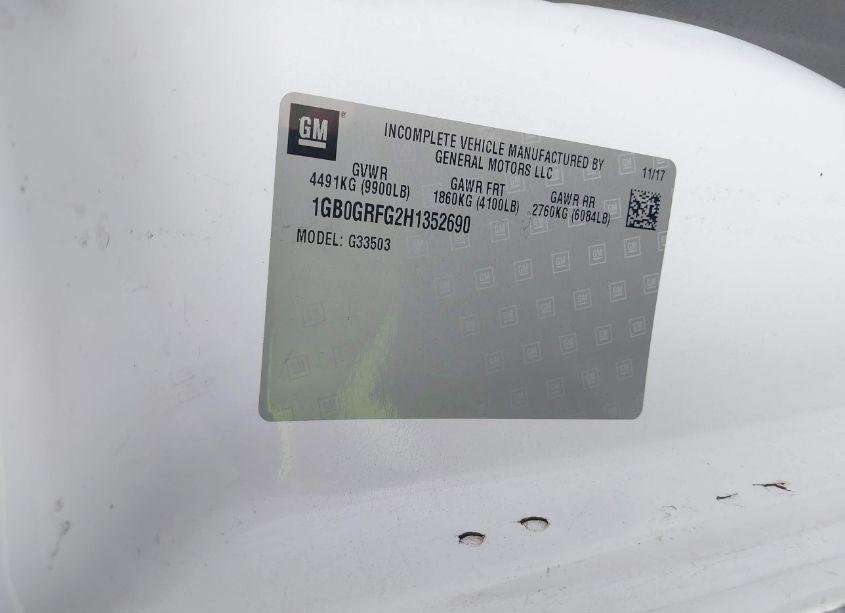 GM
INCOMPLETE VEHICLE MANUFACTURED BY
GENERAL MOTORS LLC
11/17
GVWR
4491KG (9900LB)
GAWR FRT
1860KG (4100LB)
GAWR RR
2760KG (6084LB)
1GB0GRFG2H1352690
MODEL: G33503